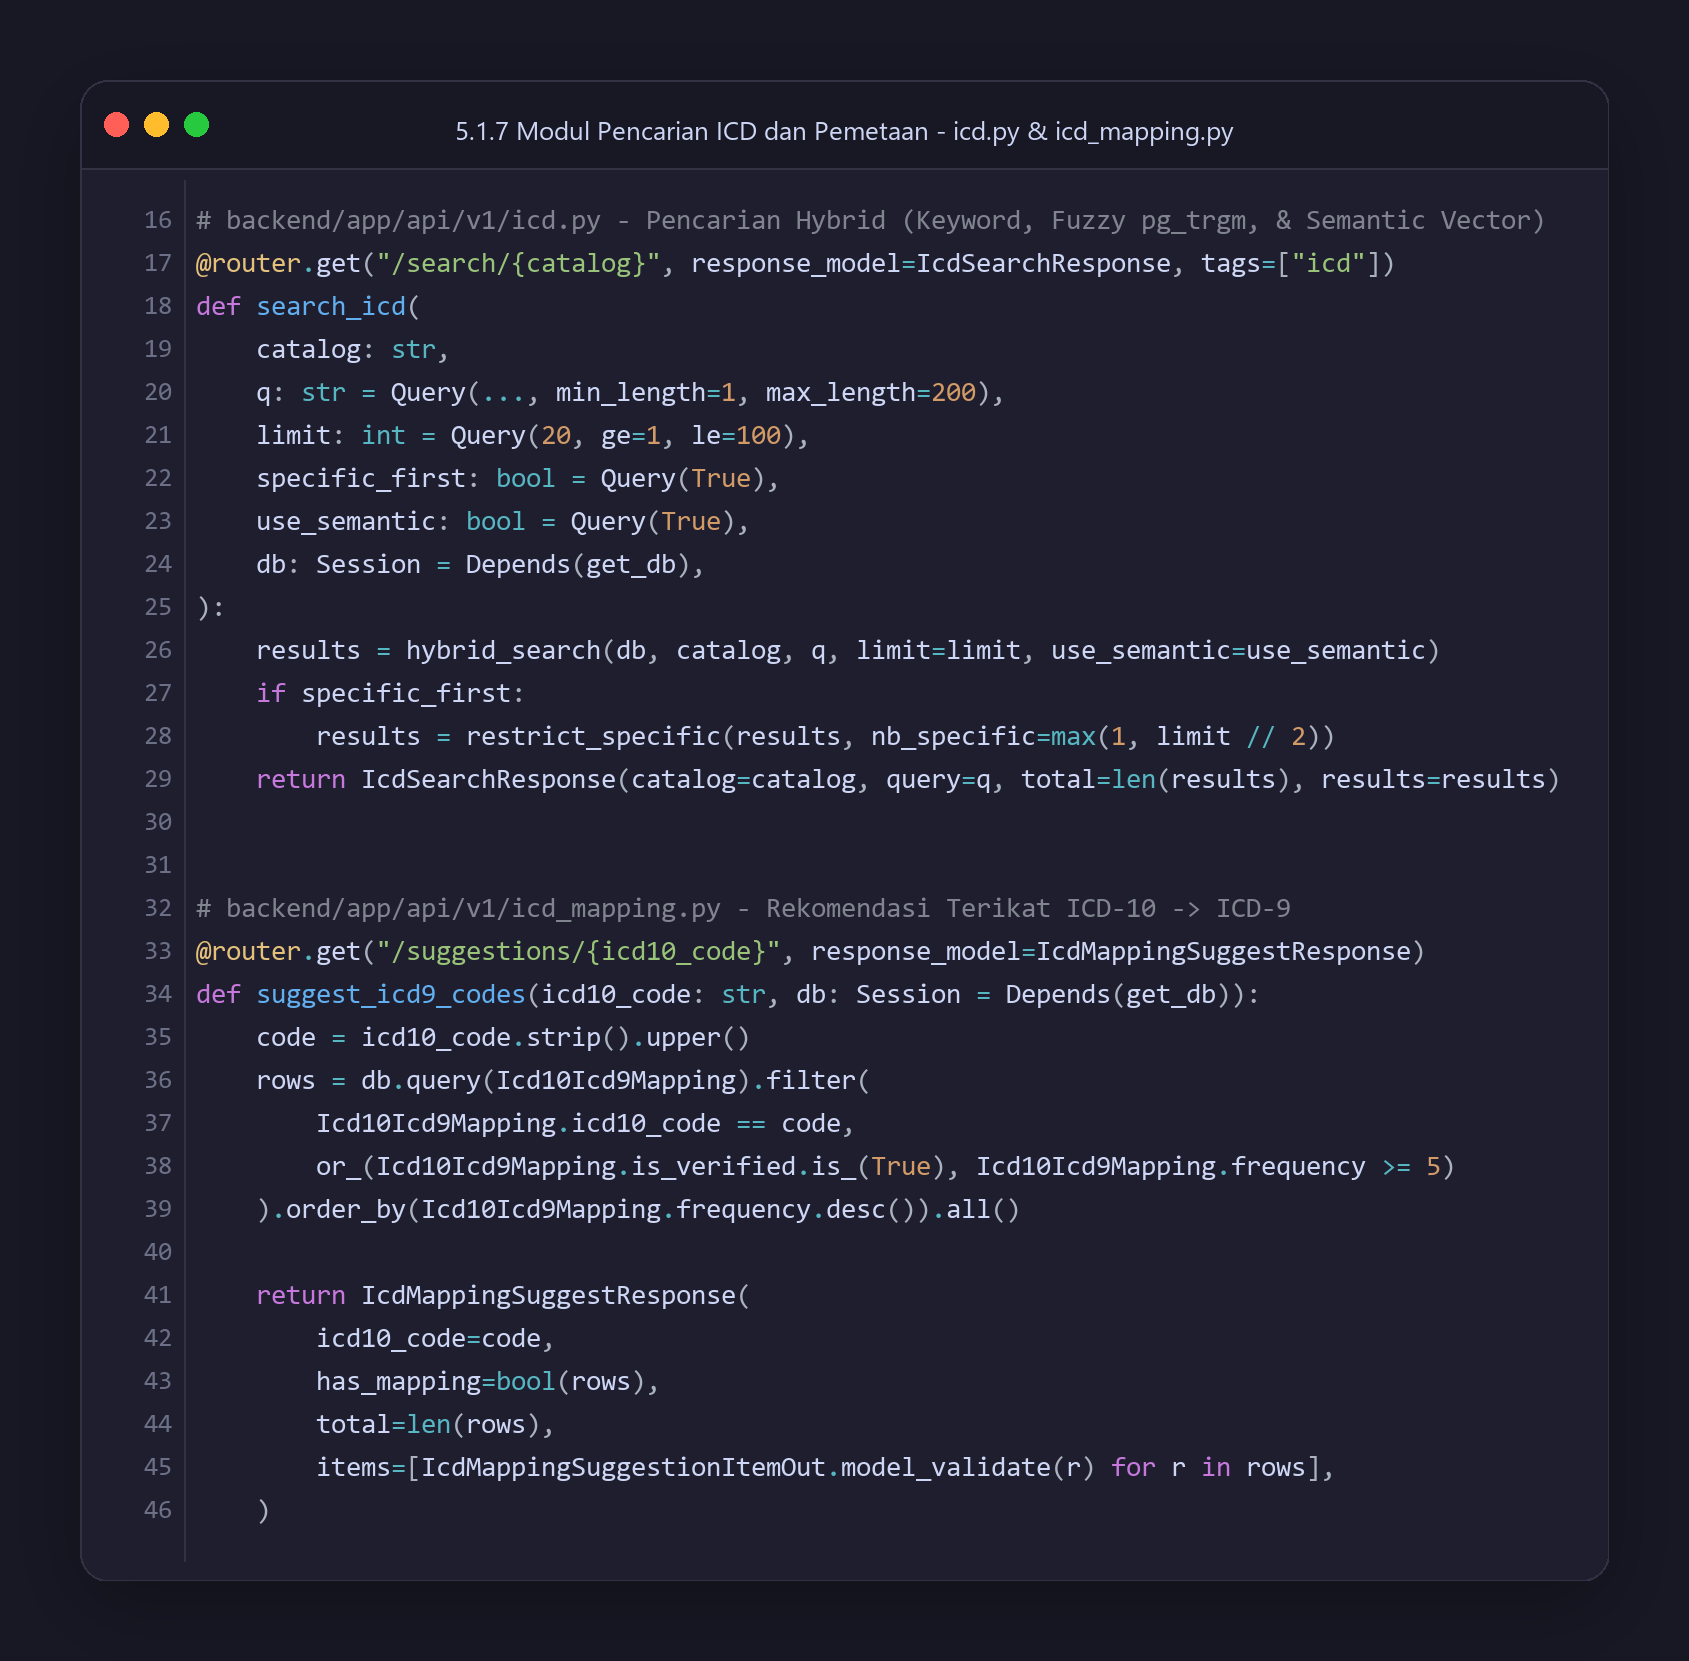 5.1.7 Modul Pencarian ICD dan Pemetaan - icd.py & icd_mapping.py
16 # backend/app/api/v1/icd.py - Pencarian Hybrid (Keyword, Fuzzy pg_trgm, & Semantic Vector)
17 @router.get("/search/{catalog}", response_model=IcdSearchResponse, tags=["icd"])
18 def search_icd(
19     catalog: str,
20     q: str = Query(..., min_length=1, max_length=200),
21     limit: int = Query(20, ge=1, le=100),
22     specific_first: bool = Query(True),
23     use_semantic: bool = Query(True),
24     db: Session = Depends(get_db),
25 ):
26     results = hybrid_search(db, catalog, q, limit=limit, use_semantic=use_semantic)
27     if specific_first:
28         results = restrict_specific(results, nb_specific=max(1, limit // 2))
29     return IcdSearchResponse(catalog=catalog, query=q, total=len(results), results=results)
30
31
32 # backend/app/api/v1/icd_mapping.py - Rekomendasi Terikat ICD-10 -> ICD-9
33 @router.get("/suggestions/{icd10_code}", response_model=IcdMappingSuggestResponse)
34 def suggest_icd9_codes(icd10_code: str, db: Session = Depends(get_db)):
35     code = icd10_code.strip().upper()
36     rows = db.query(Icd10Icd9Mapping).filter(
37         Icd10Icd9Mapping.icd10_code == code,
38         or_(Icd10Icd9Mapping.is_verified.is_(True), Icd10Icd9Mapping.frequency >= 5)
39     ).order_by(Icd10Icd9Mapping.frequency.desc()).all()
40
41     return IcdMappingSuggestResponse(
42         icd10_code=code,
43         has_mapping=bool(rows),
44         total=len(rows),
45         items=[IcdMappingSuggestionItemOut.model_validate(r) for r in rows],
46     )